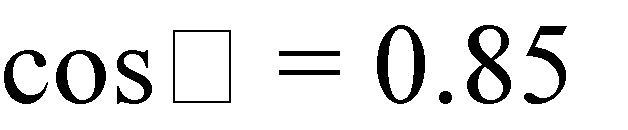 cos□ = 0.85